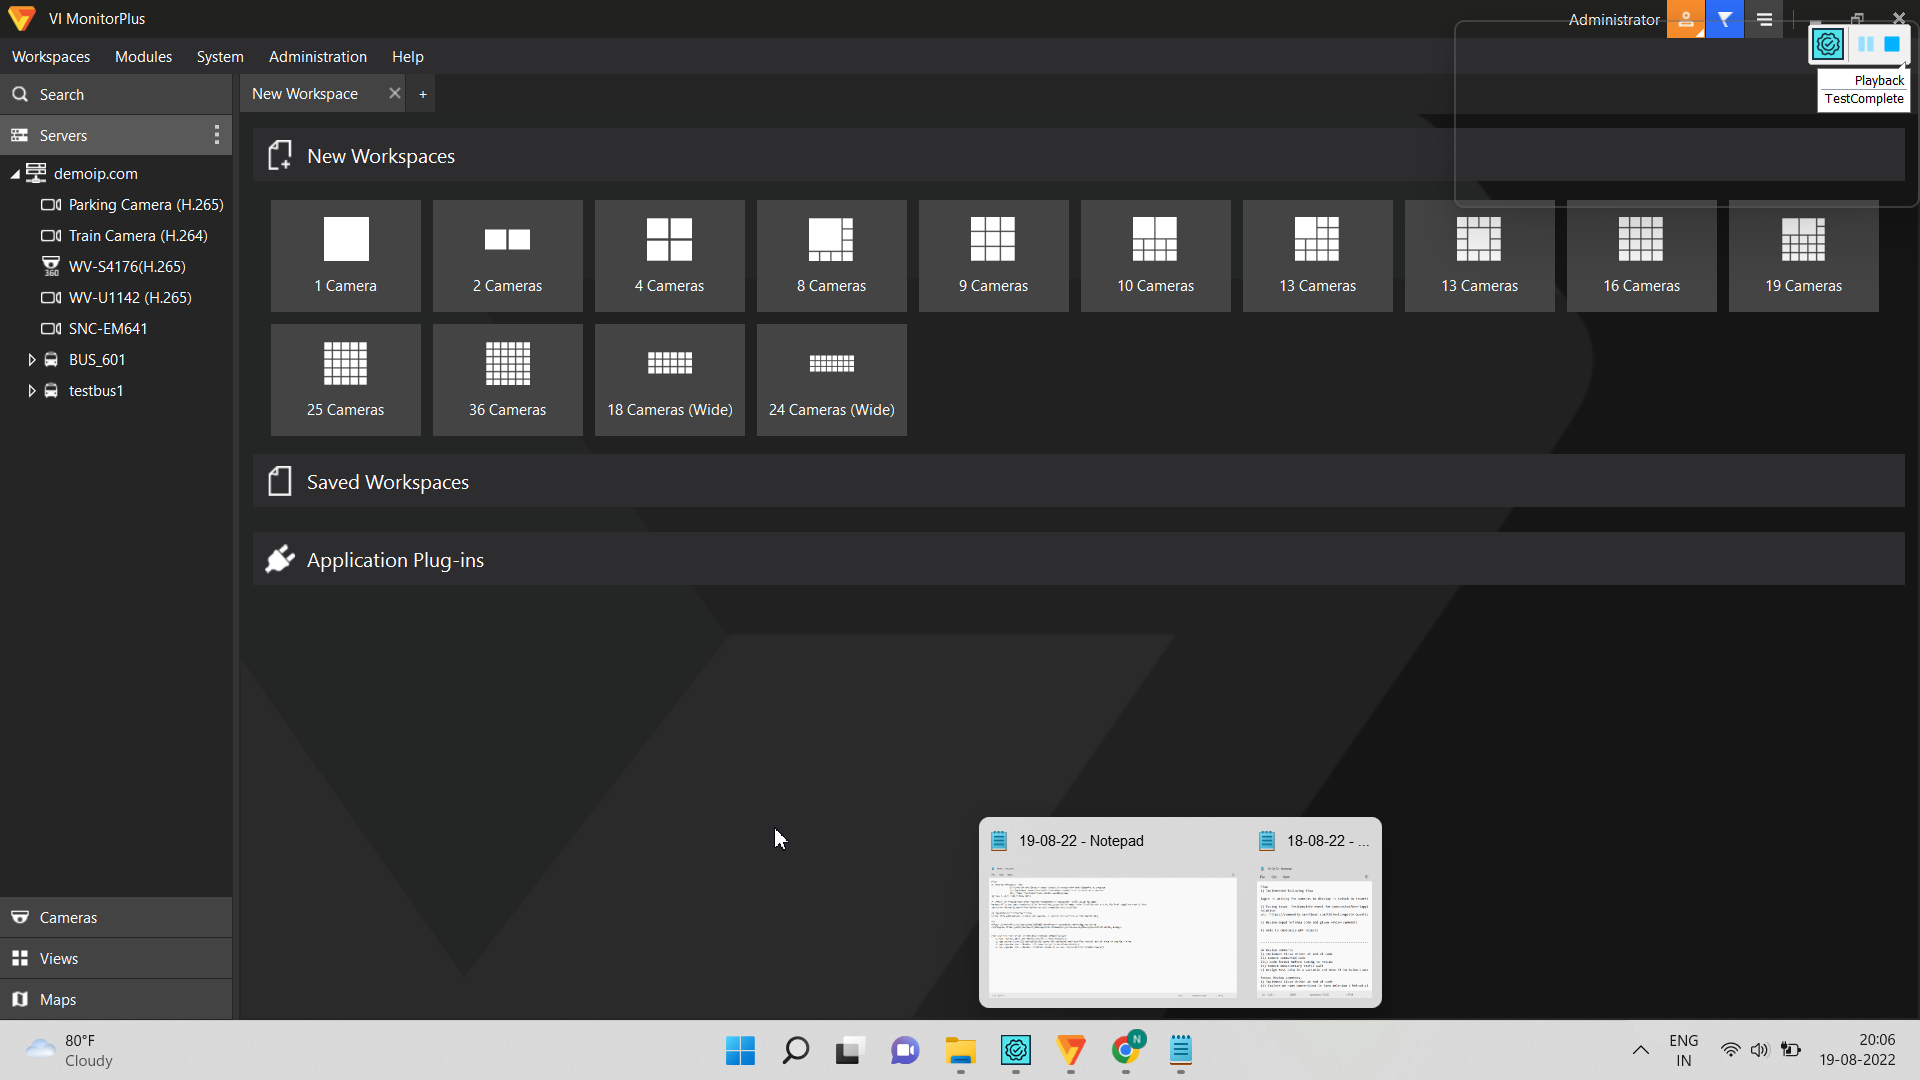 VI MonitorPlus
Administrator
Workspaces Modules System Administration Help
Playback
TestComplete
Search
New Workspace
+
Servers
demoip.com
Parking Camera (H.265)
Train Camera (H.264)
360
WV-S4176(H.265)
WV-U1142 (H.265)
SNC-EM641
BUS_601
testbus1
New Workspaces
1 Camera
2 Cameras
4 Cameras
8 Cameras
9 Cameras
10 Cameras
13 Cameras
13 Cameras
16 Cameras
19 Cameras
25 Cameras
36 Cameras
18 Cameras (Wide)
24 Cameras (Wide)
Saved Workspaces
Application Plug-ins
Cameras
Views
Maps
19-08-22 - Notepad
18-08-22 - ...
80°F
Cloudy
N
ENG
IN
20:06
19-08-2022